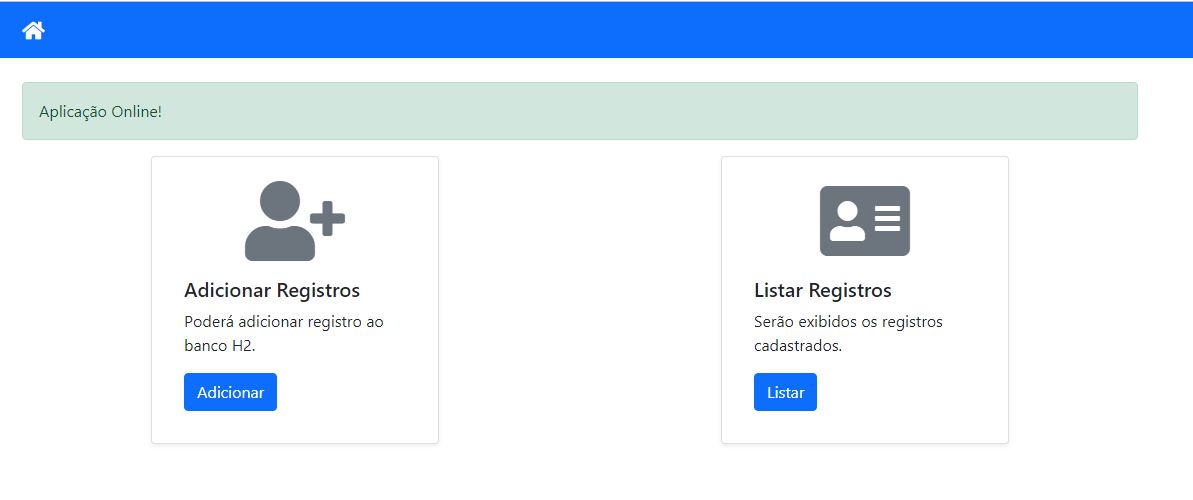 Aplicação Online!
Adicionar Registros
Poderá adicionar registro ao
banco H2.
Adicionar
Listar Registros
Serão exibidos os registros
cadastrados.
Listar